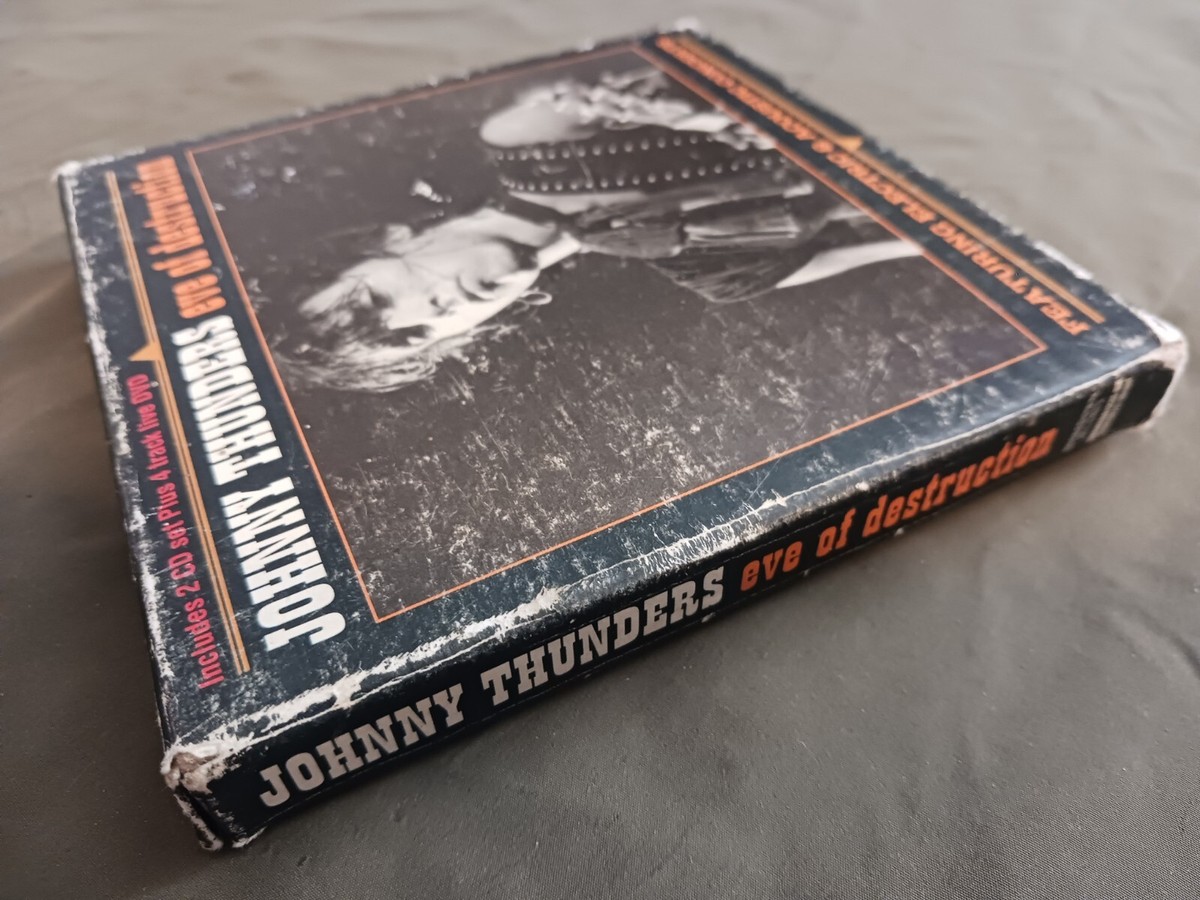 Includes 2 CD set Plus 4 track live DVD
JOHNNY THUNDERS eve of destruction
FEATURING ELECTRIC & ACOUSTIC
JOHNNY THUNDERS eve of destruction